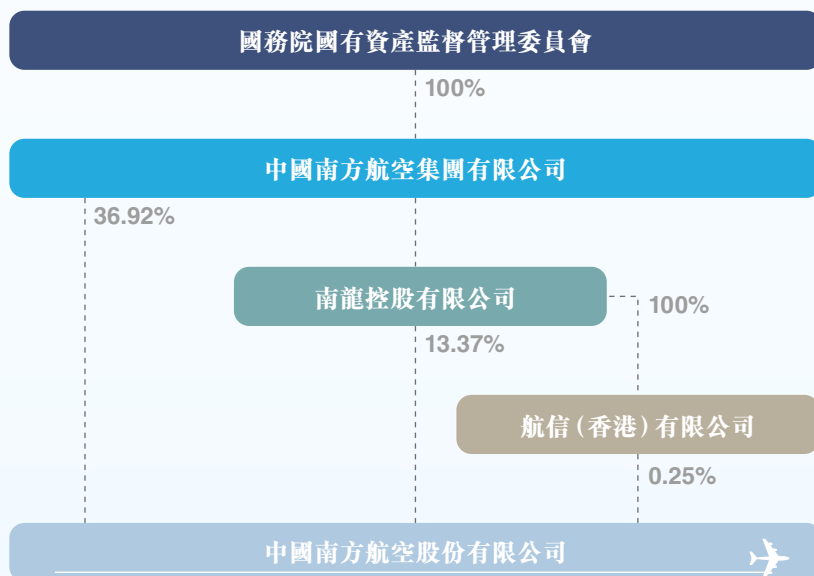 國務院國有資產監督管理委員會
100%
中國南方航空集團有限公司
36.92%
南龍控股有限公司
100%
13.37%
航信（香港）有限公司
0.25%
中國南方航空股份有限公司